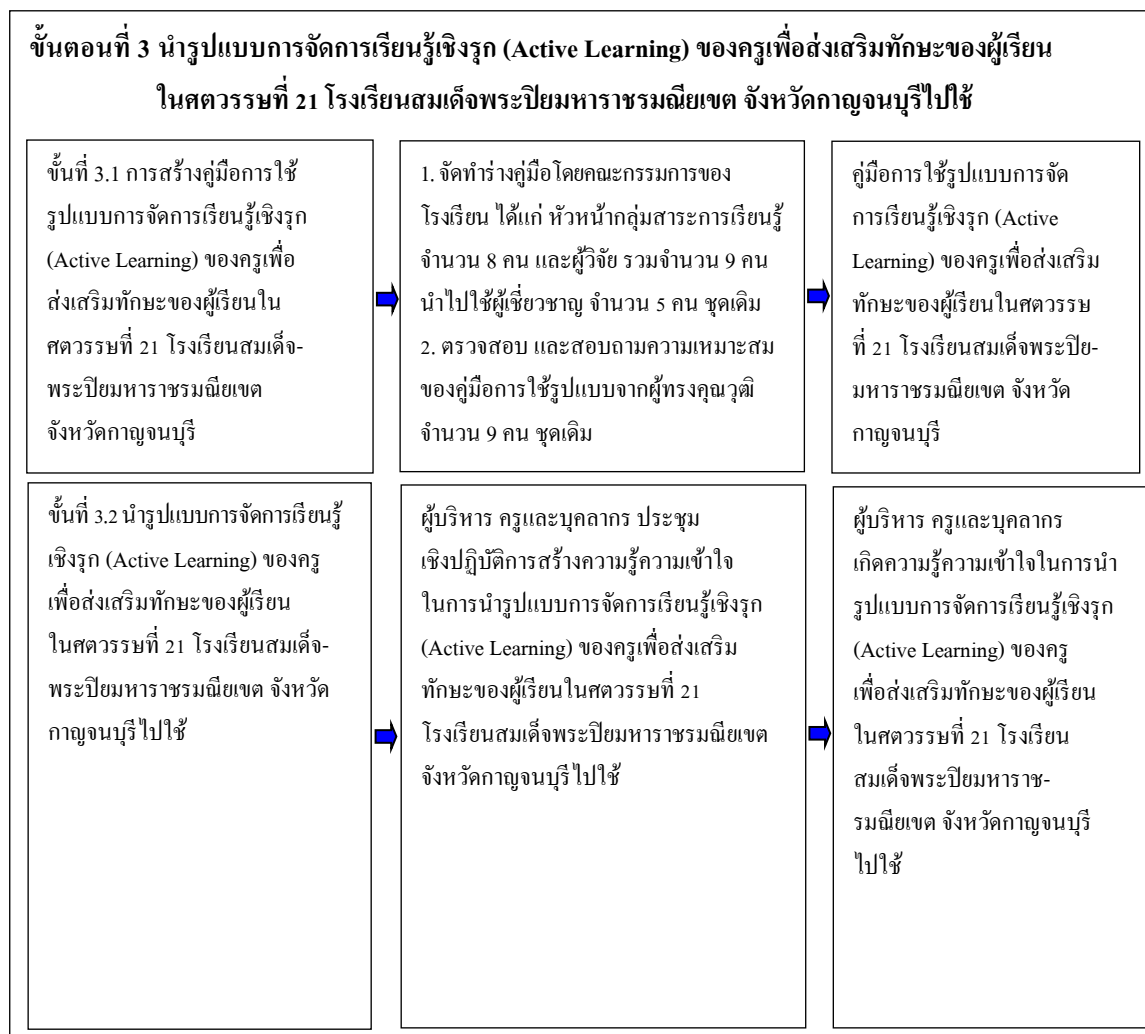 ขั้นตอนที่ 3 นำรูปแบบการจัดการเรียนรู้เชิงรุก (Active Learning) ของครูเพื่อส่งเสริมทักษะของผู้เรียน
ในศตวรรษที่ 21 โรงเรียนสมเด็จพระปิยมหาราชรมณียเขต จังหวัดกาญจนบุรีไปใช้
ขั้นที่ 3.1 การสร้างคู่มือการใช้
รูปแบบการจัดการเรียนรู้เชิงรุก
(Active Learning) ของครูเพื่อ
ส่งเสริมทักษะของผู้เรียนใน
ศตวรรษที่ 21 โรงเรียนสมเด็จ-
พระปิยมหาราชรมณียเขต
จังหวัดกาญจนบุรี
1. จัดทำร่างคู่มือโดยคณะกรรมการของ
โรงเรียน ได้แก่ หัวหน้ากลุ่มสาระการเรียนรู้
จำนวน 8 คน และผู้วิจัย รวมจำนวน 9 คน
นำไปใช้ผู้เชี่ยวชาญ จำนวน 5 คน ชุดเดิม
2. ตรวจสอบ และสอบถามความเหมาะสม
ของคู่มือการใช้รูปแบบจากผู้ทรงคุณวุฒิ
จำนวน 9 คน ชุดเดิม
คู่มือการใช้รูปแบบการจัด
การเรียนรู้เชิงรุก (Active
Learning) ของครูเพื่อส่งเสริม
ทักษะของผู้เรียนในศตวรรษ
ที่ 21 โรงเรียนสมเด็จพระปิย-
มหาราชรมณียเขต จังหวัด
กาญจนบุรี
ขั้นที่ 3.2 นำรูปแบบการจัดการเรียนรู้
เชิงรุก (Active Learning) ของครู
เพื่อส่งเสริมทักษะของผู้เรียน
ในศตวรรษที่ 21 โรงเรียนสมเด็จ-
พระปิยมหาราชรมณียเขต จังหวัด
กาญจนบุรีไปใช้
ผู้บริหาร ครูและบุคลากร ประชุม
เชิงปฏิบัติการสร้างความรู้ความเข้าใจ
ในการนำรูปแบบการจัดการเรียนรู้เชิงรุก
(Active Learning) ของครูเพื่อส่งเสริม
ทักษะของผู้เรียนในศตวรรษที่ 21
โรงเรียนสมเด็จพระปิยมหาราชรมณียเขต
จังหวัดกาญจนบุรีไปใช้
ผู้บริหาร ครูและบุคลากร
เกิดความรู้ความเข้าใจในการนำ
รูปแบบการจัดการเรียนรู้เชิงรุก
(Active Learning) ของครู
เพื่อส่งเสริมทักษะของผู้เรียน
ในศตวรรษที่ 21 โรงเรียน
สมเด็จพระปิยมหาราช-
รมณียเขต จังหวัดกาญจนบุรี
ไปใช้